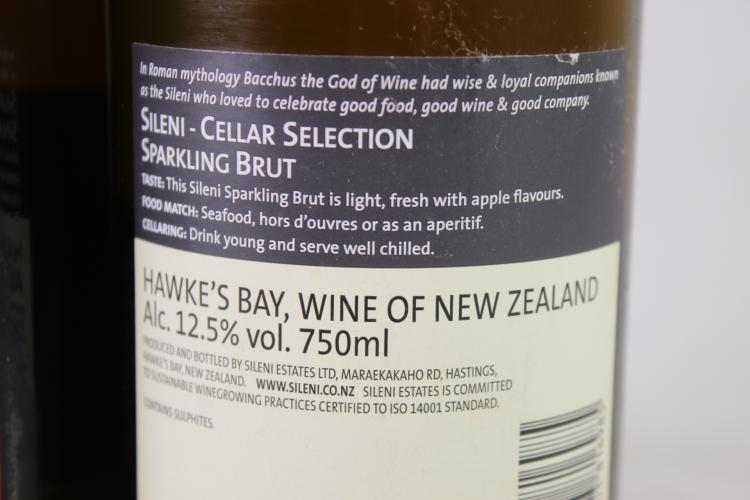 In Roman mythology Bacchus the God of Wine had wise & loyal companions known
as the Sileni who loved to celebrate good food, good wine & good company.
SILENI - CELLAR SELECTION
SPARKLING BRUT
TASTE: This Sileni Sparkling Brut is light, fresh with apple flavours.
FOOD MATCH: Seafood, hors d'ouvres or as an aperitif.
CELLARING: Drink young and serve well chilled.
HAWKE'S BAY, WINE OF NEW ZEALAND
Alc. 12.5% vol. 750ml
PRODUCED AND BOTTLED BY SILENI ESTATES LTD, MARAEKAKAHO RD, HASTINGS,
HAWKE'S BAY, NEW ZEALAND. WWW.SILENI.CO.NZ SILENI ESTATES IS COMMITTED
TO SUSTAINABLE WINEGROWING PRACTICES CERTIFIED TO ISO 14001 STANDARD.
CONTAINS SULPHITES.